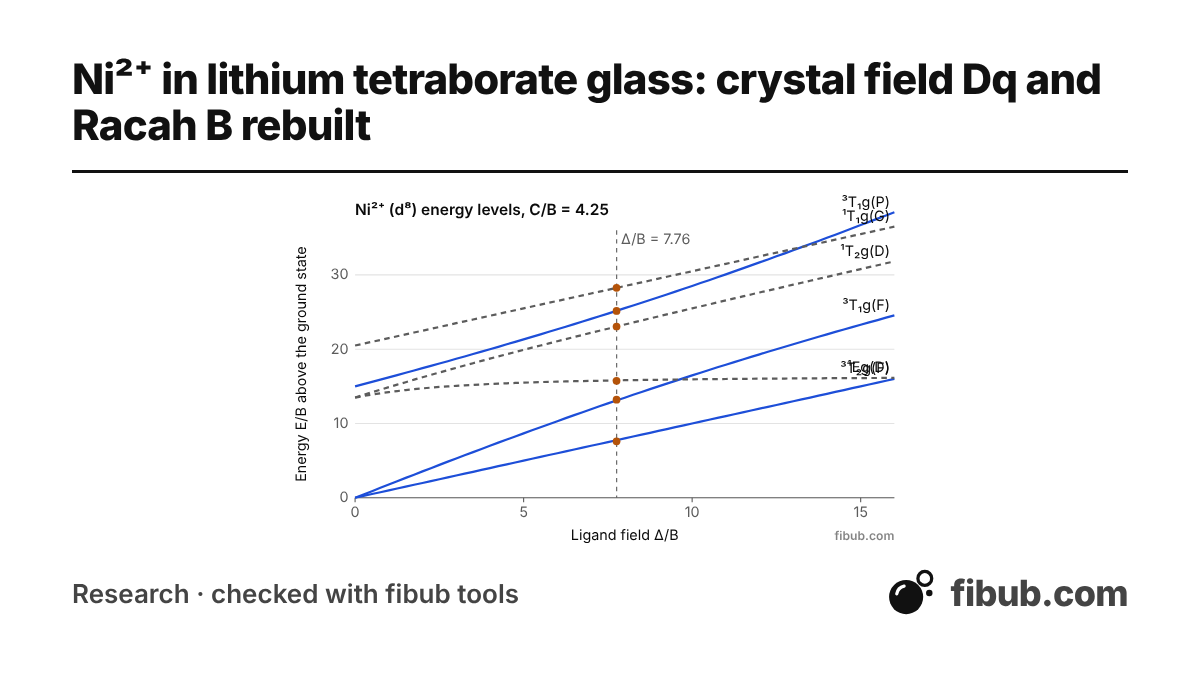 Ni²⁺ in lithium tetraborate glass: crystal field Dq and
Racah B rebuilt
Ni²⁺ (d⁸) energy levels, C/B = 4.25
Δ/B = 7.76
³T₁g(P)
¹T₁g(G)
¹T₂g(D)
³T₁g(F)
Energy E/B above the ground state
30
20
10
0
0
5
10
15
Ligand field Δ/B
fibub.com
Research · checked with fibub tools
fibub.com